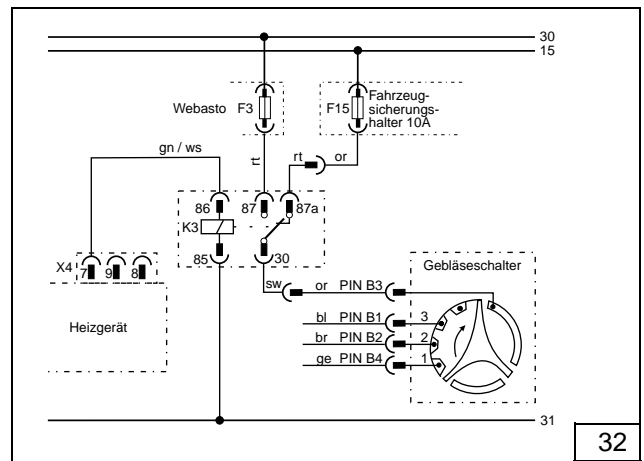 30
15
Webasto F3
F15 Fahrzeug-
sicherungs-
halter 10A
gn / ws
rt
rt
or
86
87
87a
K3
85
30
X4
7
9
8
sw
or PIN B3
Gebläseschalter
bl PIN B1 3
br PIN B2 2
ge PIN B4 1
Heizgerät
31
32